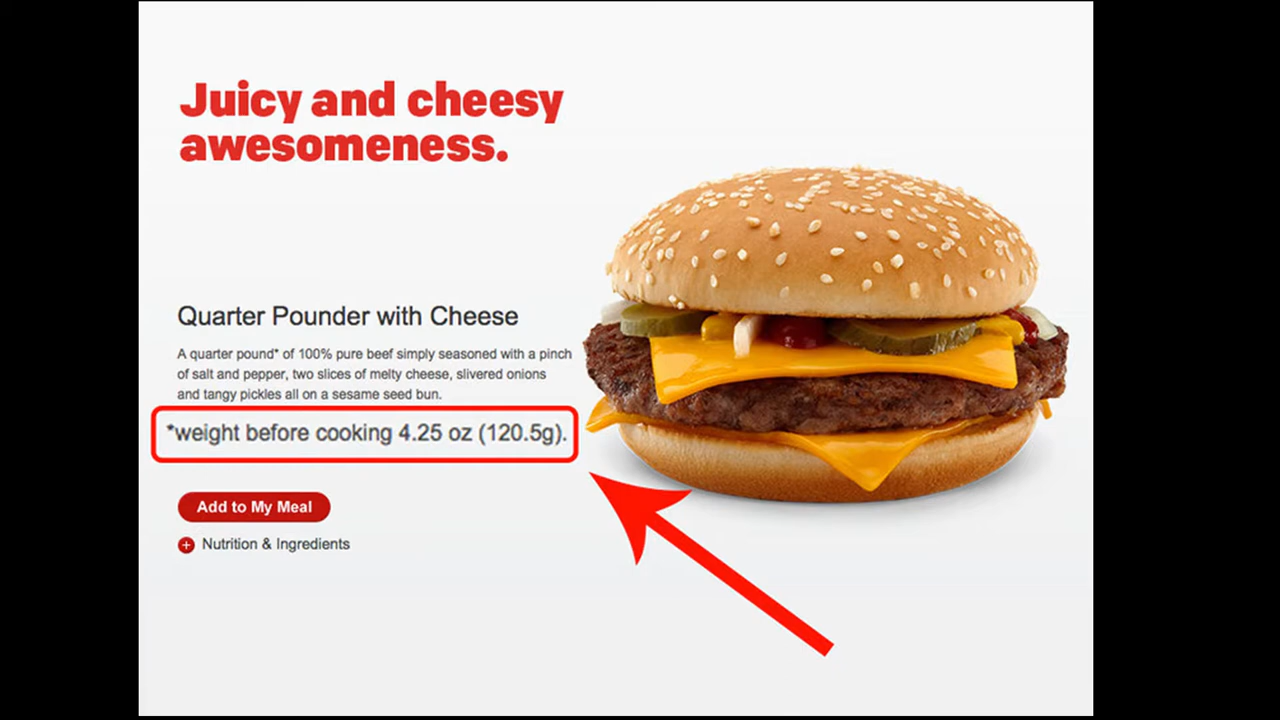 Juicy and cheesy
awesomeness.
Quarter Pounder with Cheese
A quarter pound* of 100% pure beef simply seasoned with a pinch
of salt and pepper, two slices of melty cheese, slivered onions
and tangy pickles all on a sesame seed bun.
*weight before cooking 4.25 oz (120.5g).
Add to My Meal
+ Nutrition & Ingredients